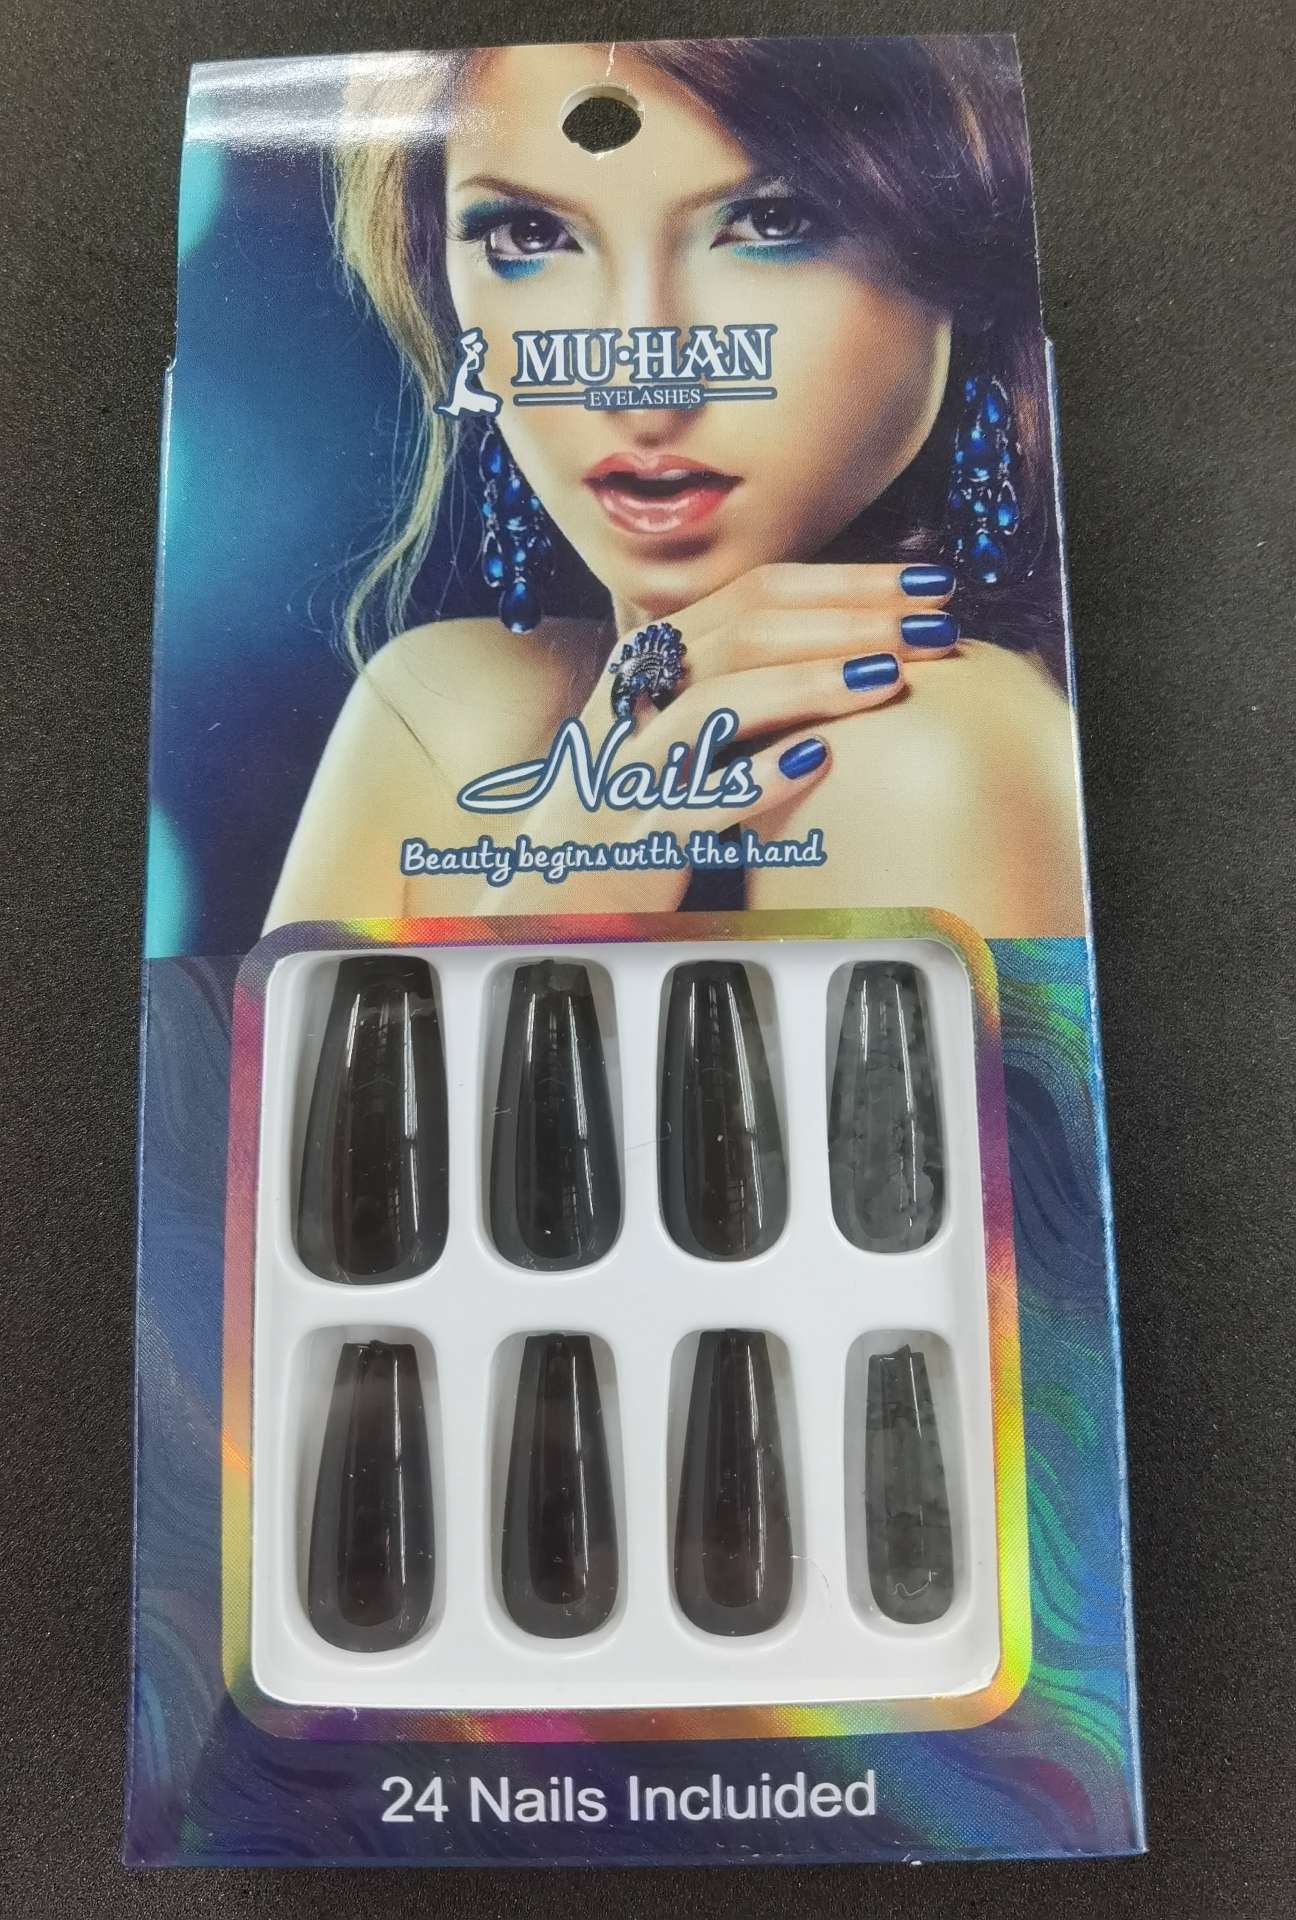 MU·HAN
EYELASHES
Nails
Beauty begins with the hand
24 Nails Incluided